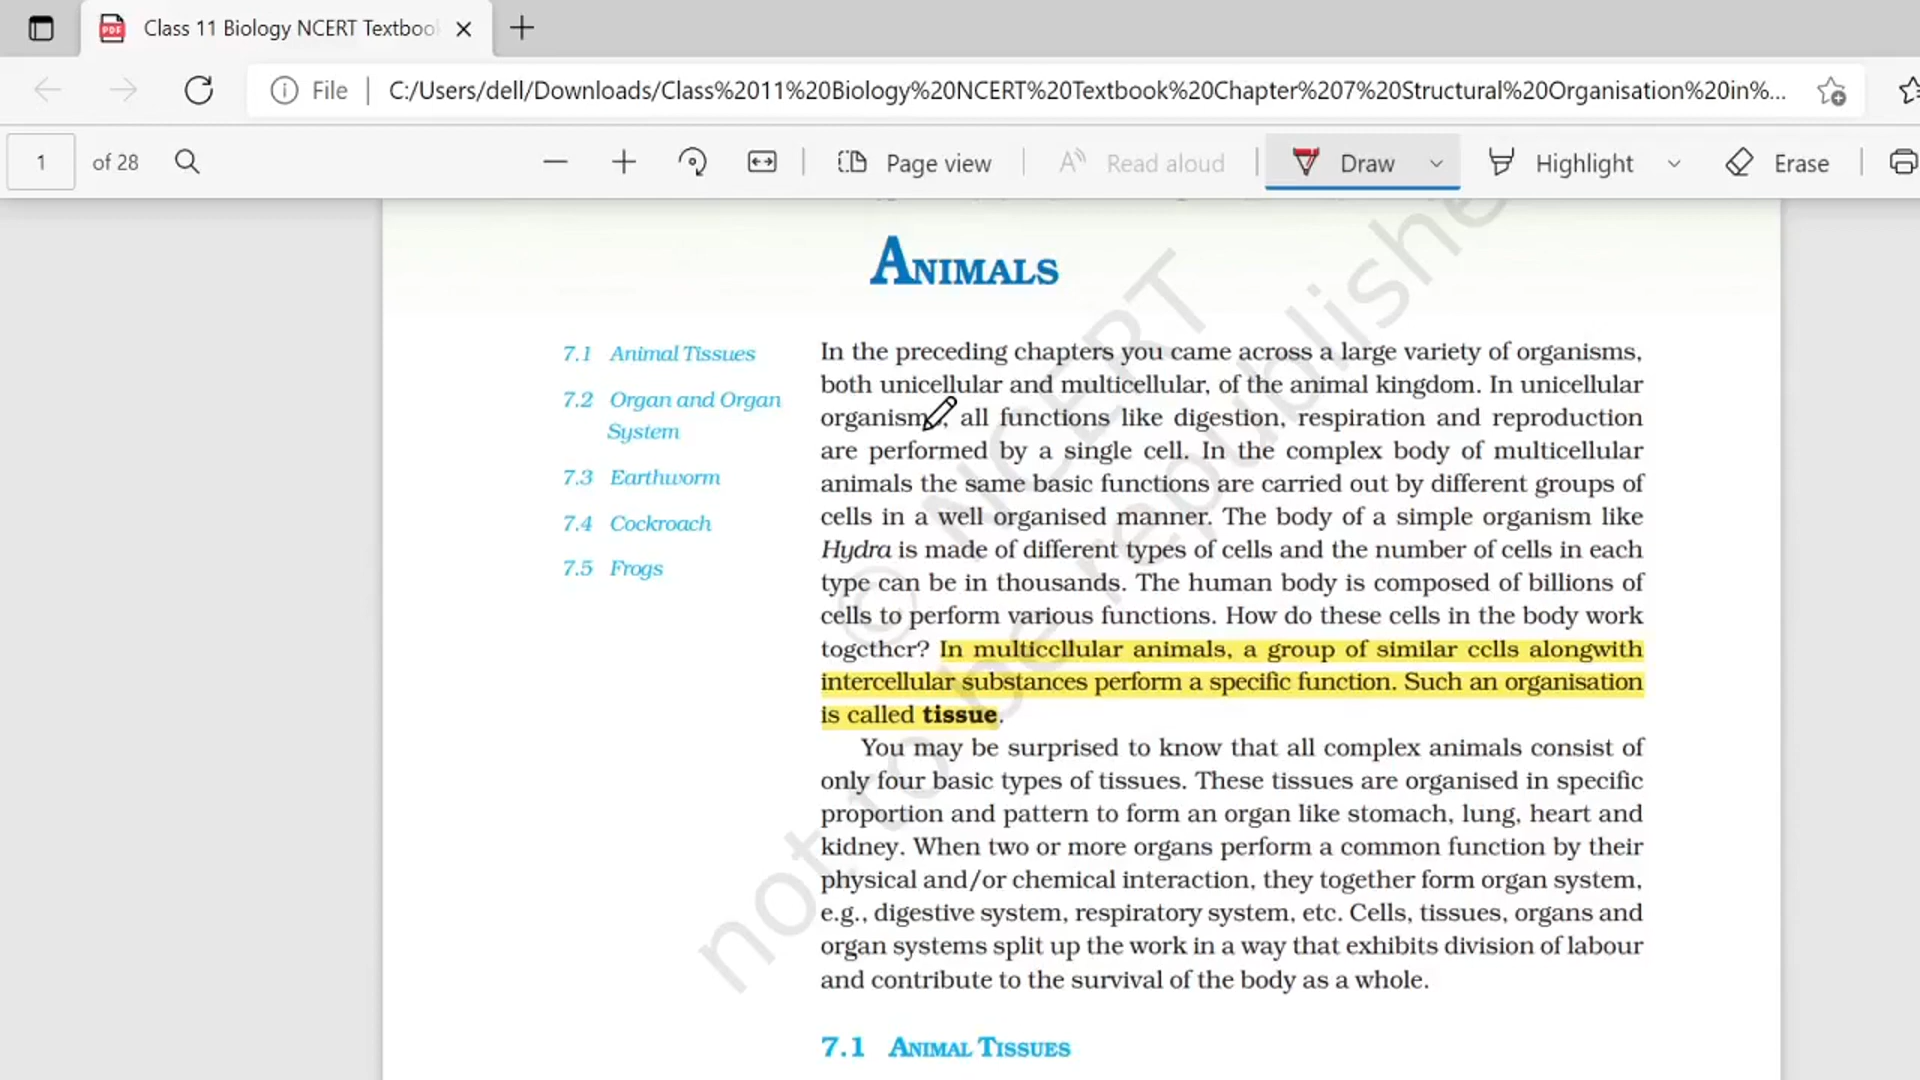 Class 11 Biology NCERT Textboo
File
C:/Users/dell/Downloads/Class%2011%20Biology%20NCERT%20Textbook%20Chapter%207%20Structural%20Organisation%20in%...
1 of 28
Page view
Read aloud
Draw
Highlight
Erase
ANIMALS
7.1 Animal Tissues
7.2 Organ and Organ
System
7.3 Earthworm
7.4 Cockroach
7.5 Frogs
In the preceding chapters you came across a large variety of organisms,
both unicellular and multicellular, of the animal kingdom. In unicellular
organisms, all functions like digestion, respiration and reproduction
are performed by a single cell. In the complex body of multicellular
animals the same basic functions are carried out by different groups of
cells in a well organised manner. The body of a simple organism like
Hydra is made of different types of cells and the number of cells in each
type can be in thousands. The human body is composed of billions of
cells to perform various functions. How do these cells in the body work
together? In multicellular animals, a group of similar cells alongwith
intercellular substances perform a specific function. Such an organisation
is called tissue.
You may be surprised to know that all complex animals consist of
only four basic types of tissues. These tissues are organised in specific
proportion and pattern to form an organ like stomach, lung, heart and
kidney. When two or more organs perform a common function by their
physical and/or chemical interaction, they together form organ system,
e.g., digestive system, respiratory system, etc. Cells, tissues, organs and
organ systems split up the work in a way that exhibits division of labour
and contribute to the survival of the body as a whole.
7.1 ANIMAL TISSUES
© NCERT
not to be republishe